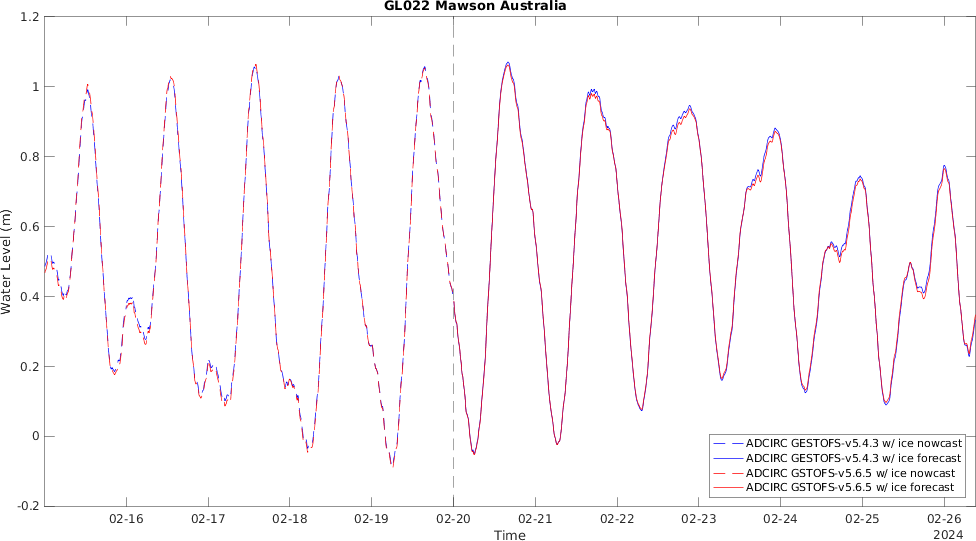 GL022 Mawson Australia
1.2
1
0.8
0.6
0.4
0.2
0
-0.2
Water Level (m)
ADCIRC GESTOFS-v5.4.3 w/ ice nowcast
ADCIRC GESTOFS-v5.4.3 w/ ice forecast
ADCIRC GSTOFS-v5.6.5 w/ ice nowcast
ADCIRC GSTOFS-v5.6.5 w/ ice forecast
02-16 02-17 02-18 02-19 02-20 02-21 02-22 02-23 02-24 02-25 02-26
Time
2024